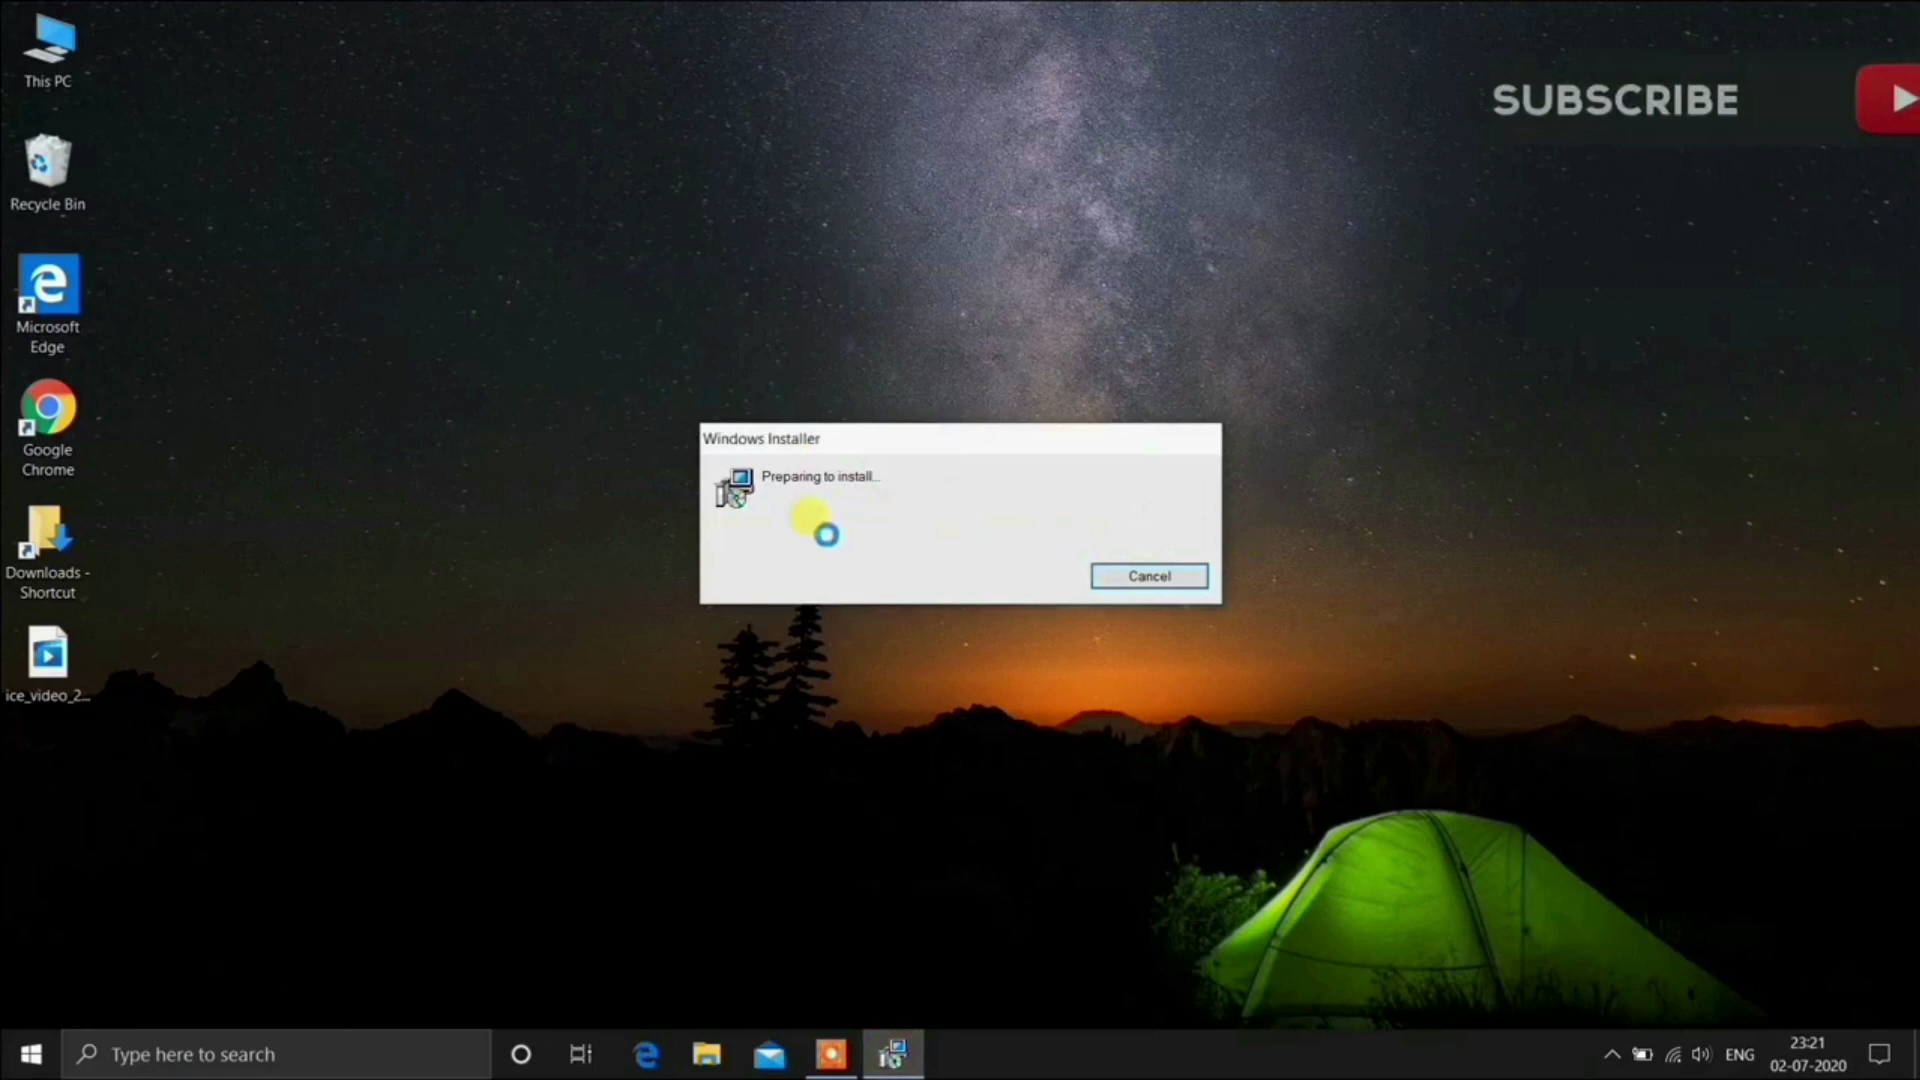 This PC
Recycle Bin
Microsoft
Edge
Google
Chrome
Downloads -
Shortcut
ice_video_2...
SUBSCRIBE
Windows Installer
Preparing to install...
Cancel
Type here to search
ENG
23:21
02-07-2020